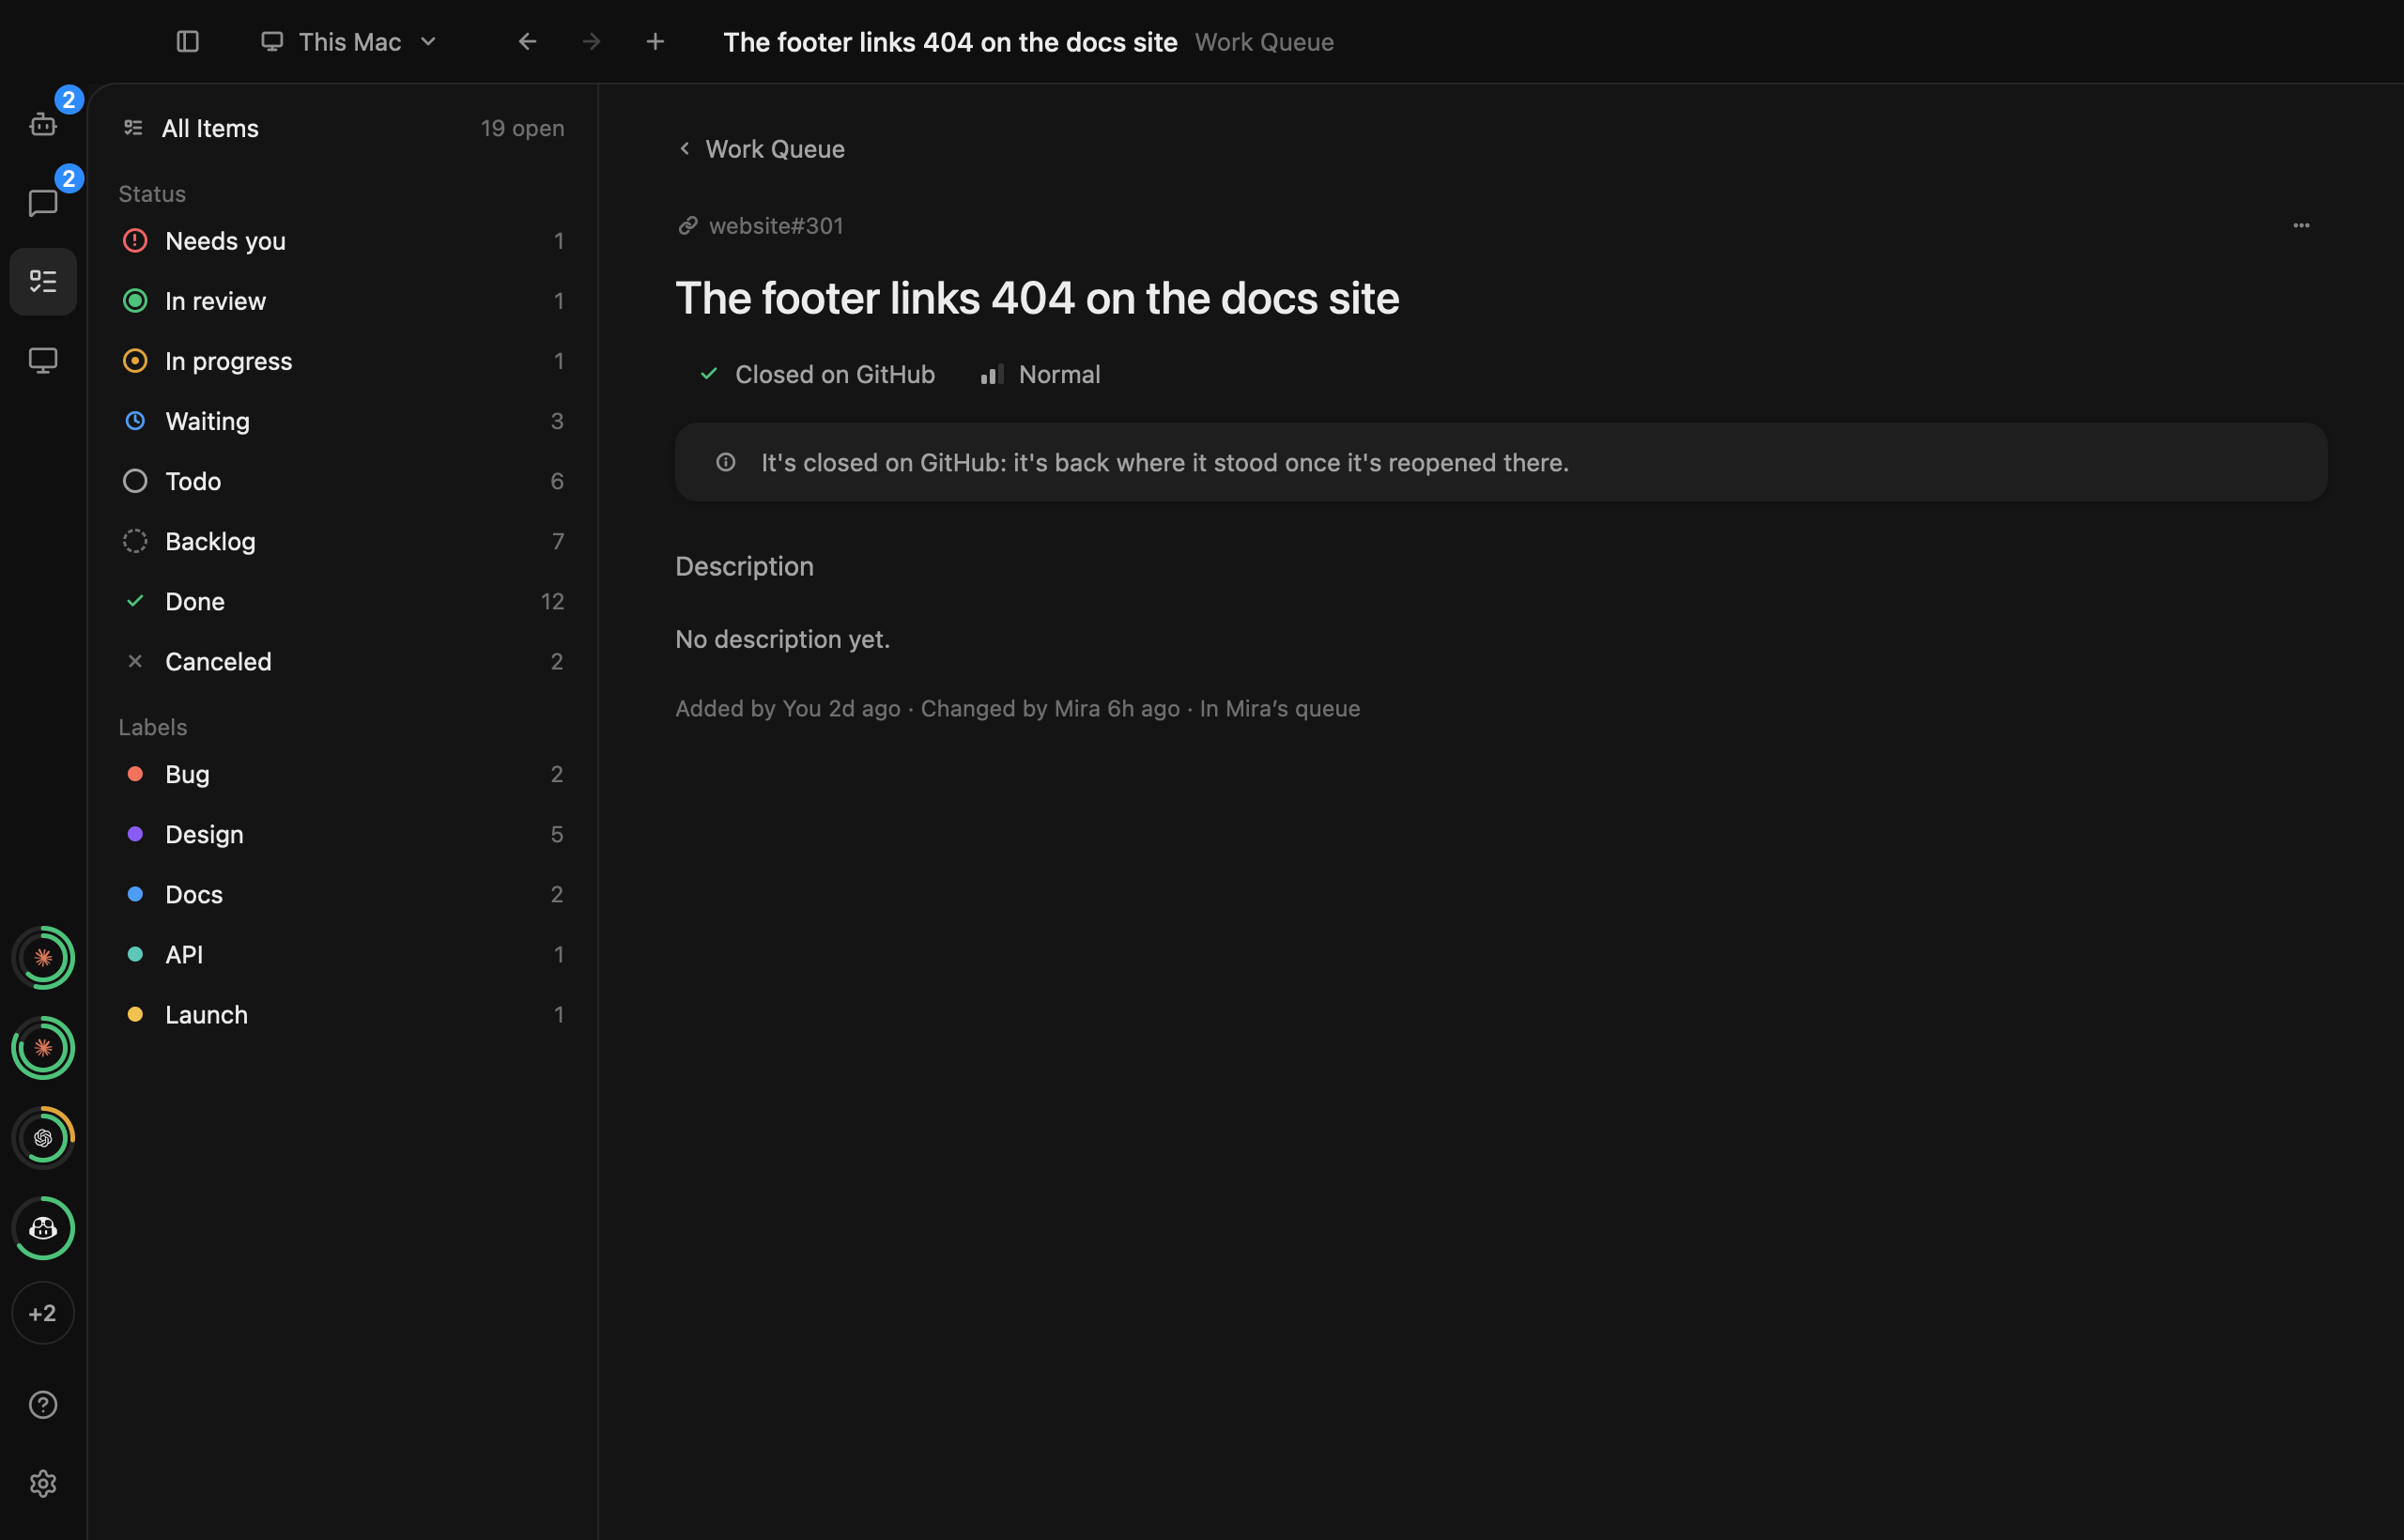 This Mac
The footer links 404 on the docs site Work Queue
2
2
All Items 19 open
Status
Needs you 1
In review 1
In progress 1
Waiting 3
Todo 6
Backlog 7
Done 12
Canceled 2
Labels
Bug 2
Design 5
Docs 2
API 1
Launch 1
+2
Work Queue
website#301
The footer links 404 on the docs site
Closed on GitHub Normal
It's closed on GitHub: it's back where it stood once it's reopened there.
Description
No description yet.
Added by You 2d ago · Changed by Mira 6h ago · In Mira’s queue